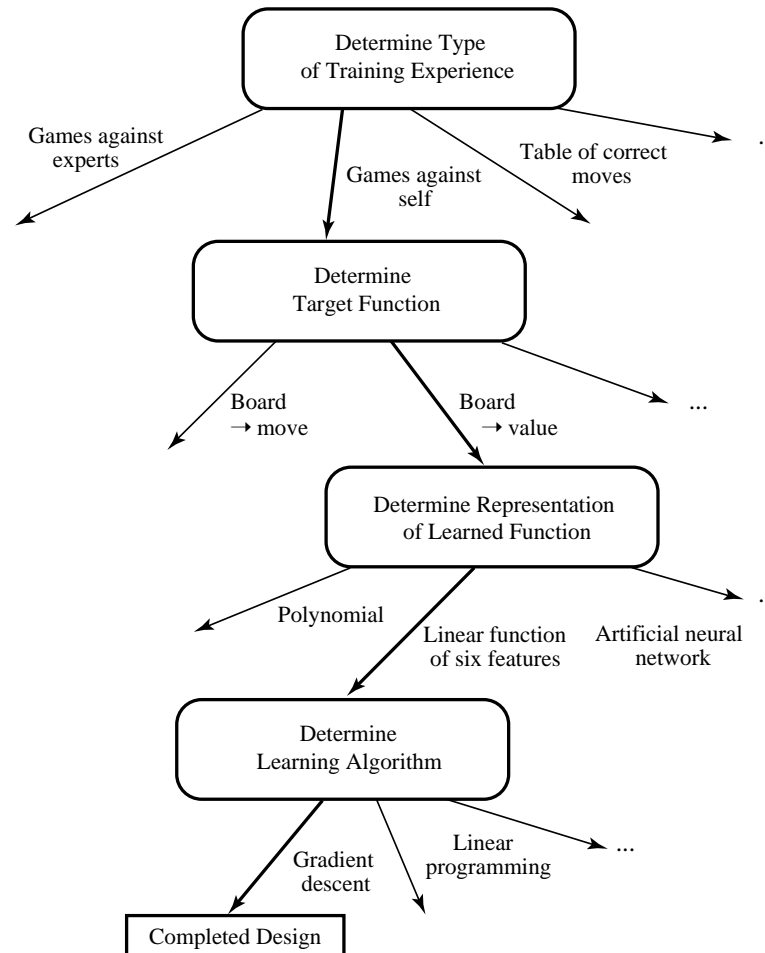 Determine Type
of Training Experience
Games against
experts
Games against
self
Table of correct
moves
.
Determine
Target Function
Board
→ move
Board
→ value
...
Determine Representation
of Learned Function
Polynomial
Linear function
of six features
Artificial neural
network
.
Determine
Learning Algorithm
Gradient
descent
Linear
programming
...
Completed Design